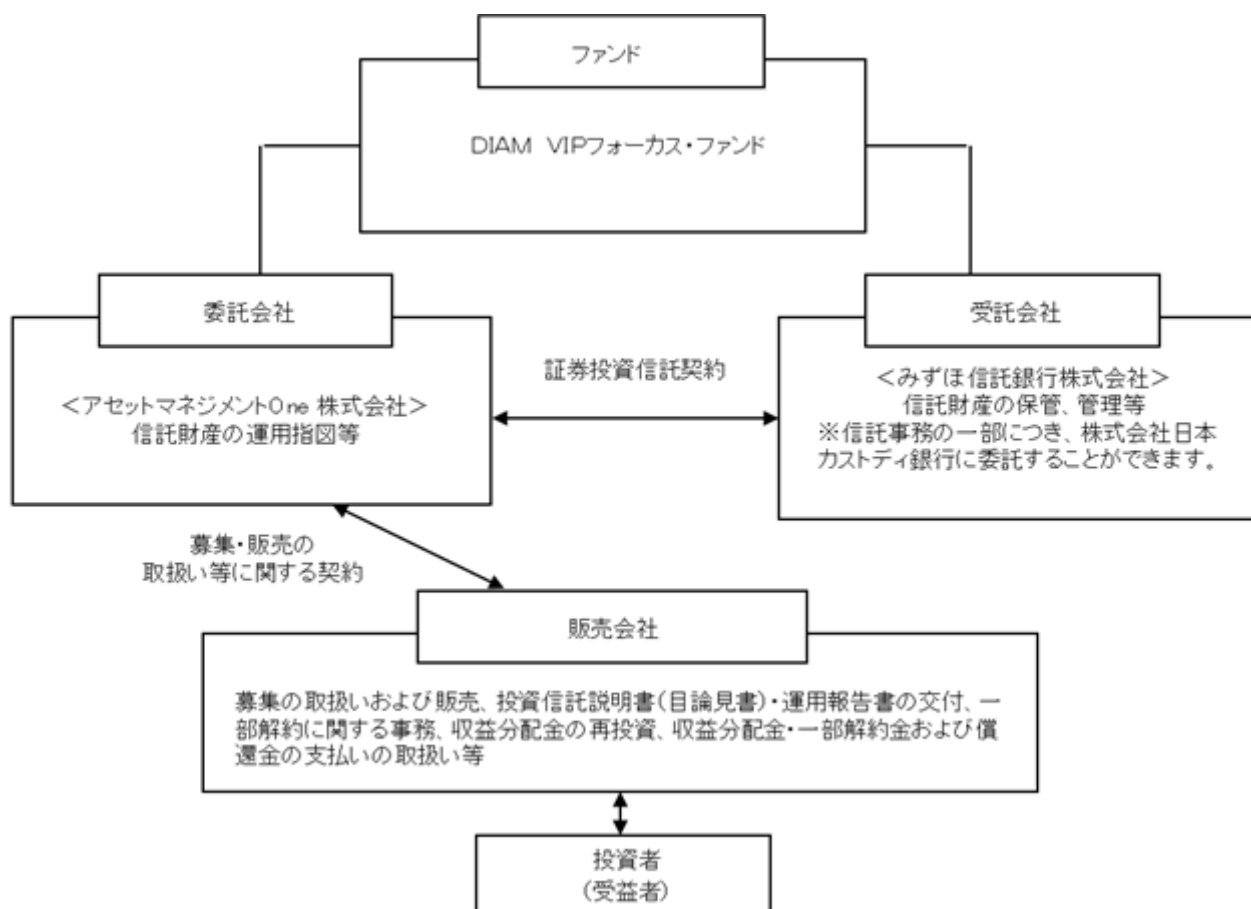 ファンド
DIAM VIPフォーカス・ファンド
委託会社
<アセットマネジメントOne 株式会社>
信託財産の運用指図等
証券投資信託契約
受託会社
<みずほ信託銀行株式会社>
信託財産の保管、管理等
※信託事務の一部につき、株式会社日本
カストディ銀行に委託することができます。
募集・販売の
取扱い等に関する契約
販売会社
募集の取扱いおよび販売、投資信託説明書(目論見書)・運用報告書の交付、一
部解約に関する事務、収益分配金の再投資、収益分配金・一部解約金および償
還金の支払いの取扱い等
投資者
(受益者)